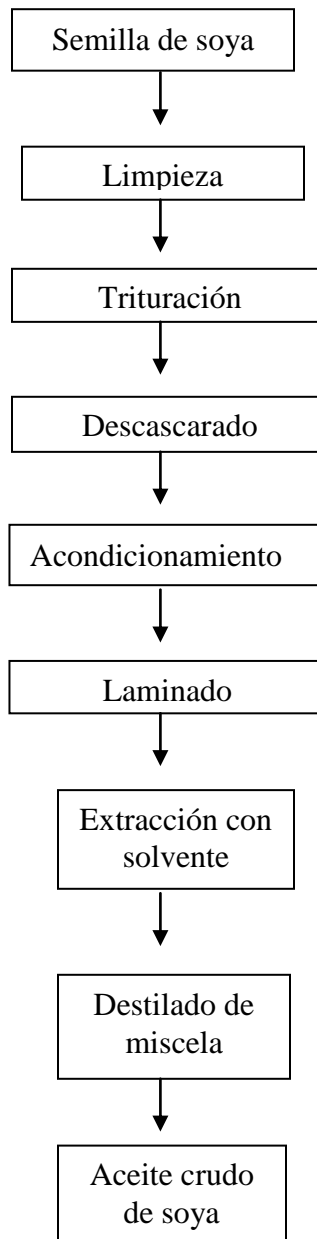 Semilla de soya
Limpieza
Trituración
Descascarado
Acondicionamiento
Laminado
Extracción con
solvente
Destilado de
miscela
Aceite crudo
de soya